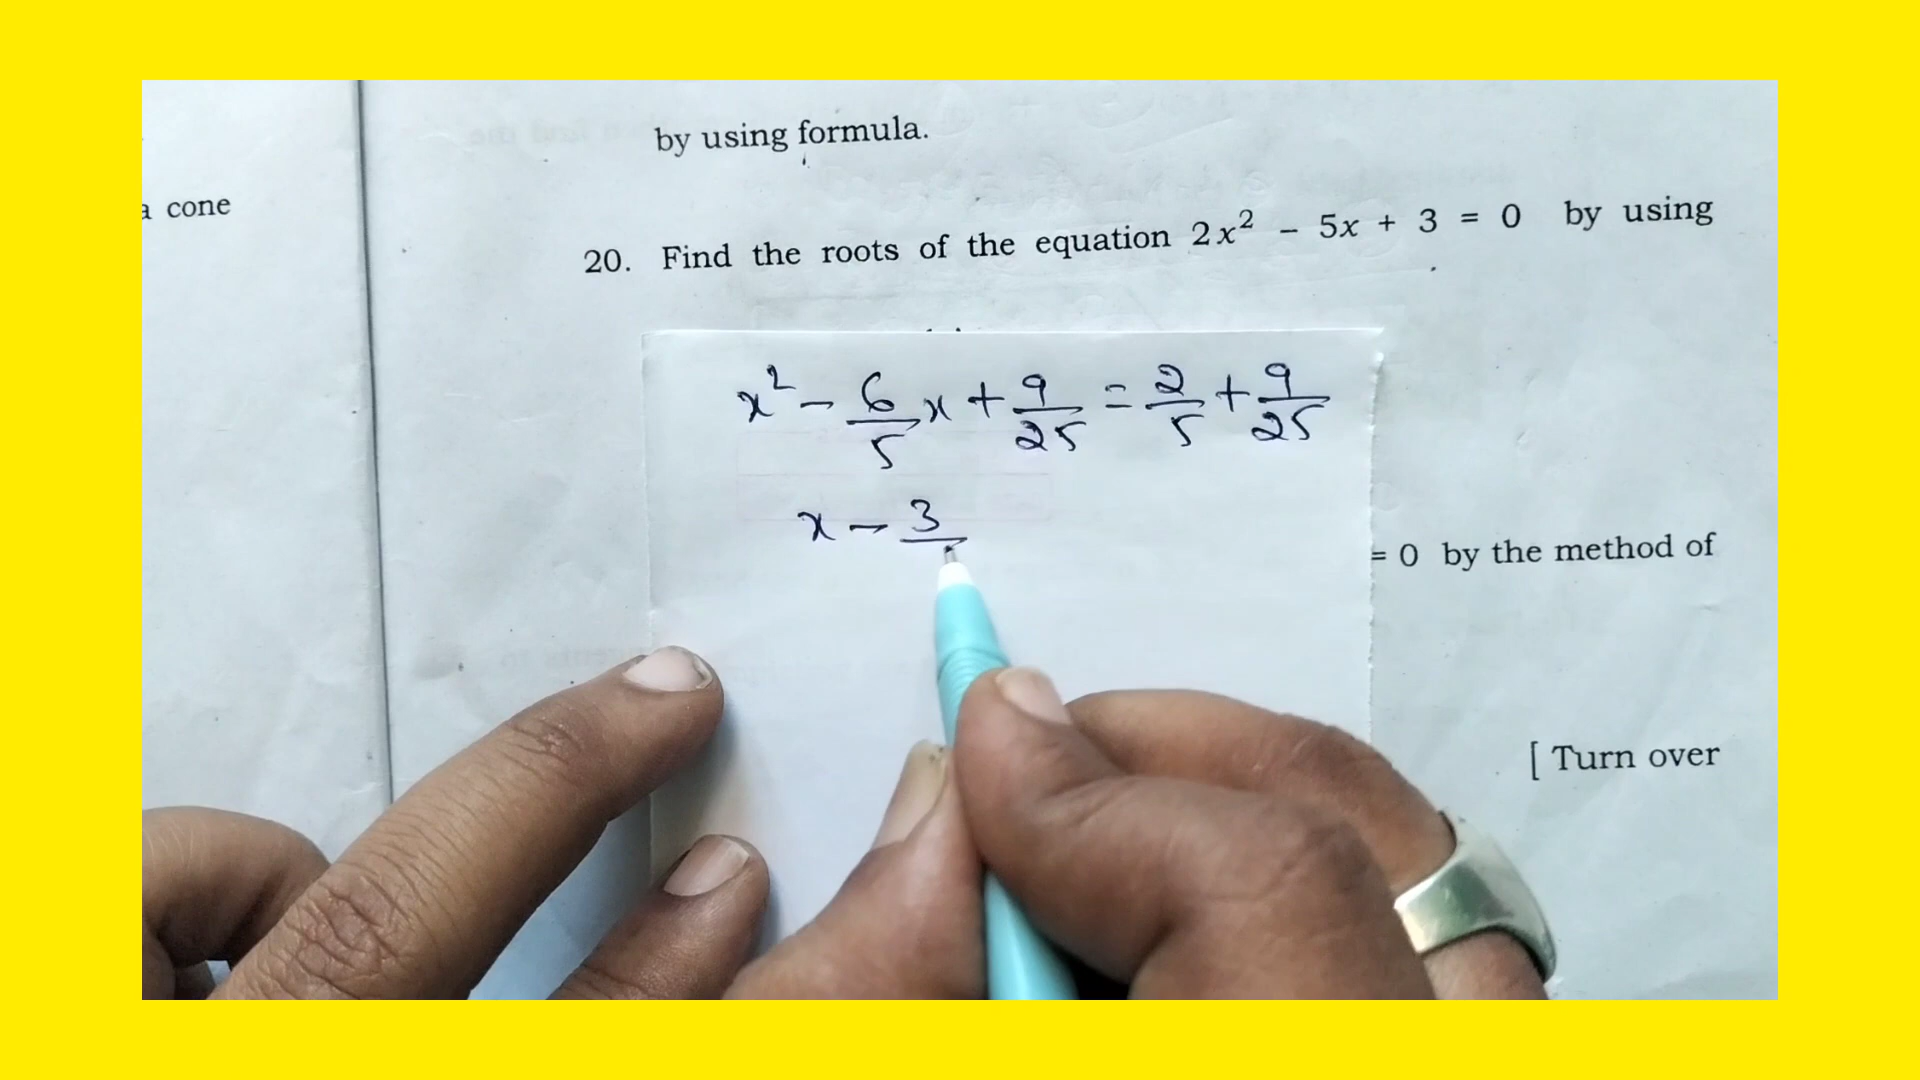 by using formula.
a cone
20. Find the roots of the equation 2x² – 5x + 3 = 0 by using
x² – 6/5 x + 9/25 = 2/5 + 9/25
x – 3/
= 0 by the method of
[ Turn over